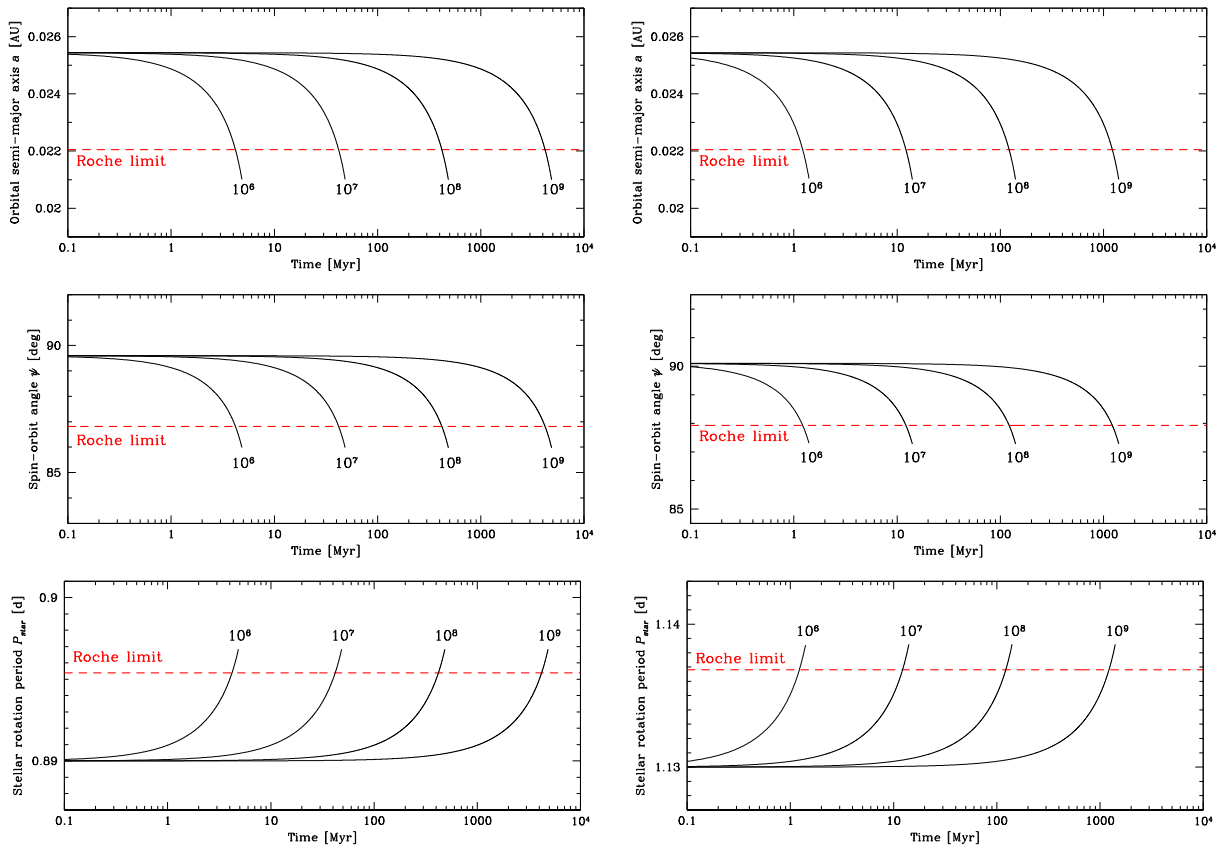 Orbital semi-major axis a [AU]
0.026
0.024
0.022
0.02
Roche limit
10⁶ 10⁷ 10⁸ 10⁹
0.1 1 10 100 1000 10⁴
Time [Myr]
Orbital semi-major axis a [AU]
0.026
0.024
0.022
0.02
Roche limit
10⁶ 10⁷ 10⁸ 10⁹
0.1 1 10 100 1000 10⁴
Time [Myr]
Spin-orbit angle ψ [deg]
90
85
Roche limit
10⁶ 10⁷ 10⁸ 10⁹
0.1 1 10 100 1000 10⁴
Time [Myr]
Spin-orbit angle ψ [deg]
90
85
Roche limit
10⁶ 10⁷ 10⁸ 10⁹
0.1 1 10 100 1000 10⁴
Time [Myr]
Stellar rotation period P_star [d]
0.9
0.89
10⁶ 10⁷ 10⁸ 10⁹
Roche limit
0.1 1 10 100 1000 10⁴
Time [Myr]
Stellar rotation period P_star [d]
1.14
1.13
10⁶ 10⁷ 10⁸ 10⁹
Roche limit
0.1 1 10 100 1000 10⁴
Time [Myr]